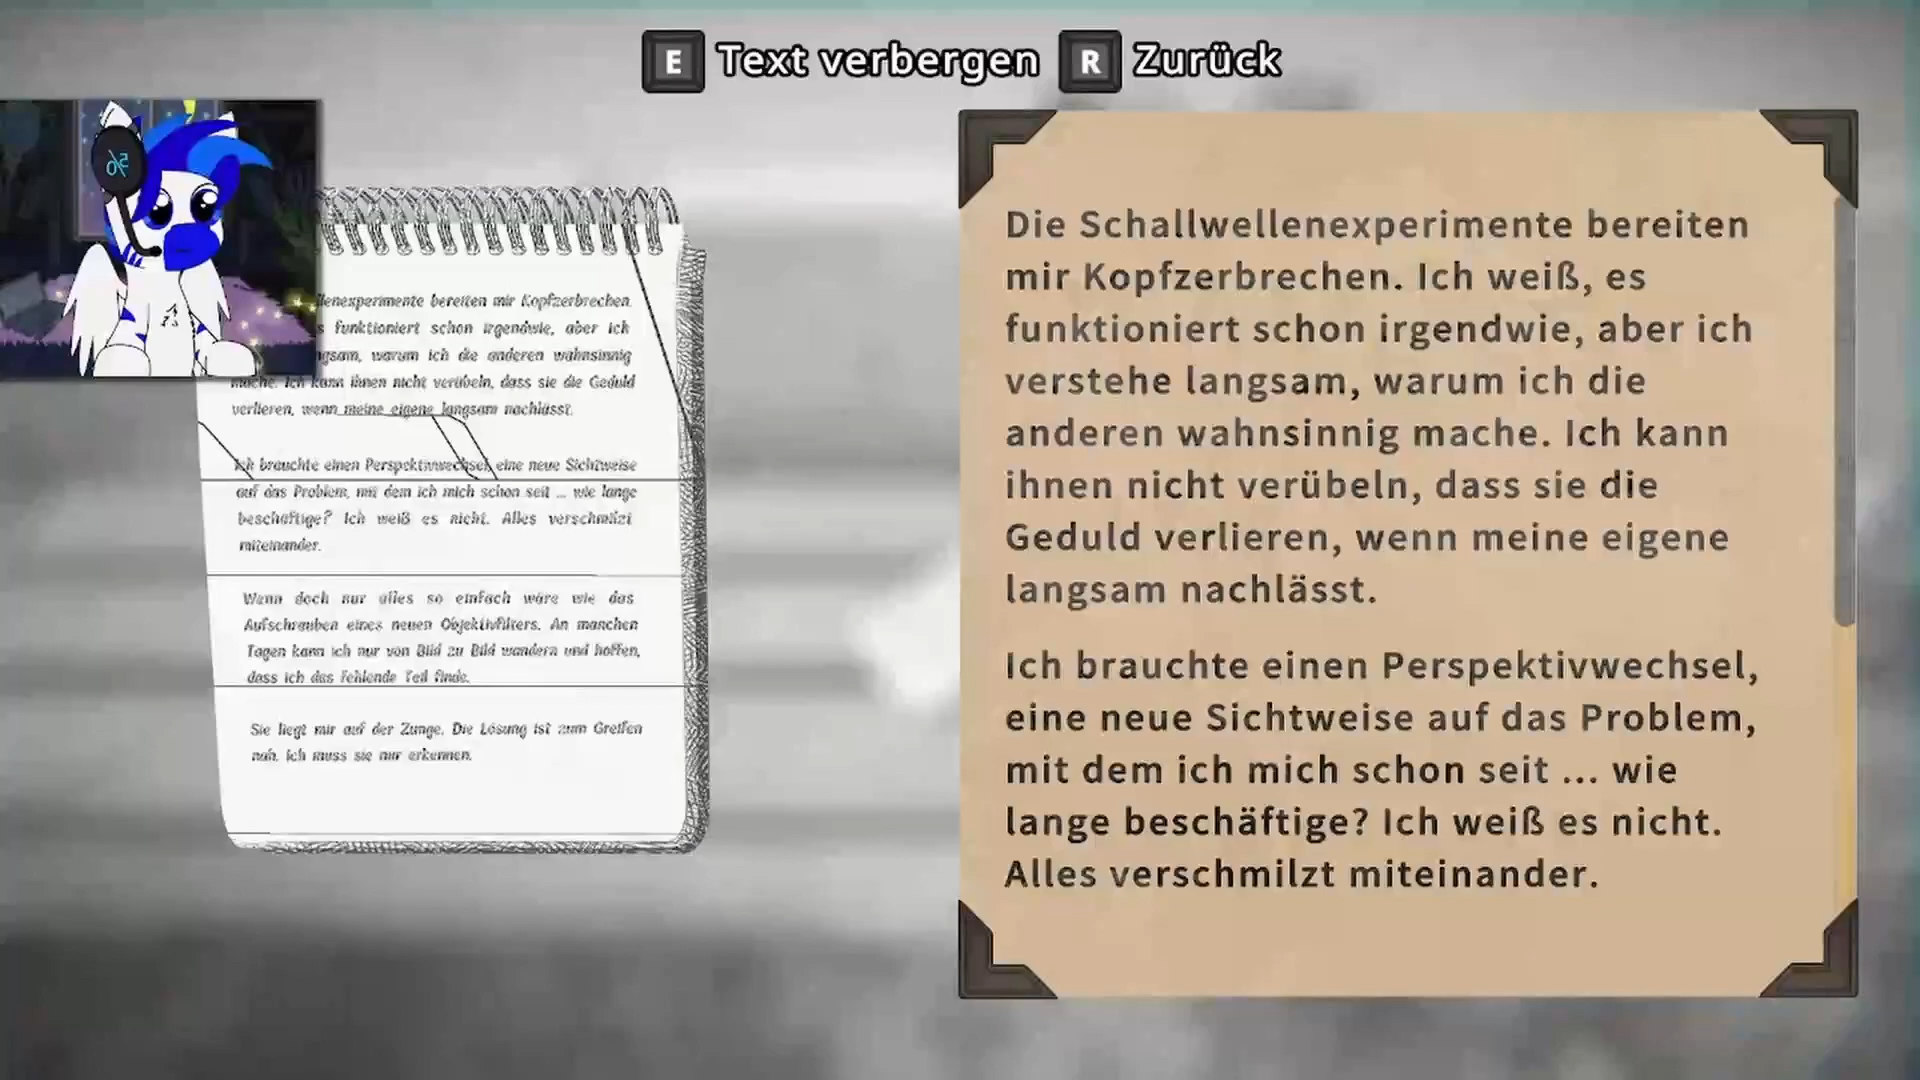 E Text verbergen R Zurück
llenexperimente bereiten mir Kopfzerbrechen.
s funktioniert schon irgendwie, aber ich
ngsam, warum ich die anderen wahnsinnig
mache. Ich kann ihnen nicht verübeln, dass sie die Geduld
verlieren, wenn meine eigene langsam nachlässt.
Ich brauchte einen Perspektivwechsel, eine neue Sichtweise
auf das Problem, mit dem ich mich schon seit ... wie lange
beschäftige? Ich weiß es nicht. Alles verschmilzt
miteinander.
Wenn doch nur alles so einfach wäre wie das
Aufschrauben eines neuen Objektivfilters. An manchen
Tagen kann ich nur von Bild zu Bild wandern und hoffen,
dass ich das fehlende Teil finde.
Sie liegt mir auf der Zunge. Die Lösung ist zum Greifen
nah. Ich muss sie nur erkennen.
Die Schallwellenexperimente bereiten
mir Kopfzerbrechen. Ich weiß, es
funktioniert schon irgendwie, aber ich
verstehe langsam, warum ich die
anderen wahnsinnig mache. Ich kann
ihnen nicht verübeln, dass sie die
Geduld verlieren, wenn meine eigene
langsam nachlässt.
Ich brauchte einen Perspektivwechsel,
eine neue Sichtweise auf das Problem,
mit dem ich mich schon seit ... wie
lange beschäftige? Ich weiß es nicht.
Alles verschmilzt miteinander.